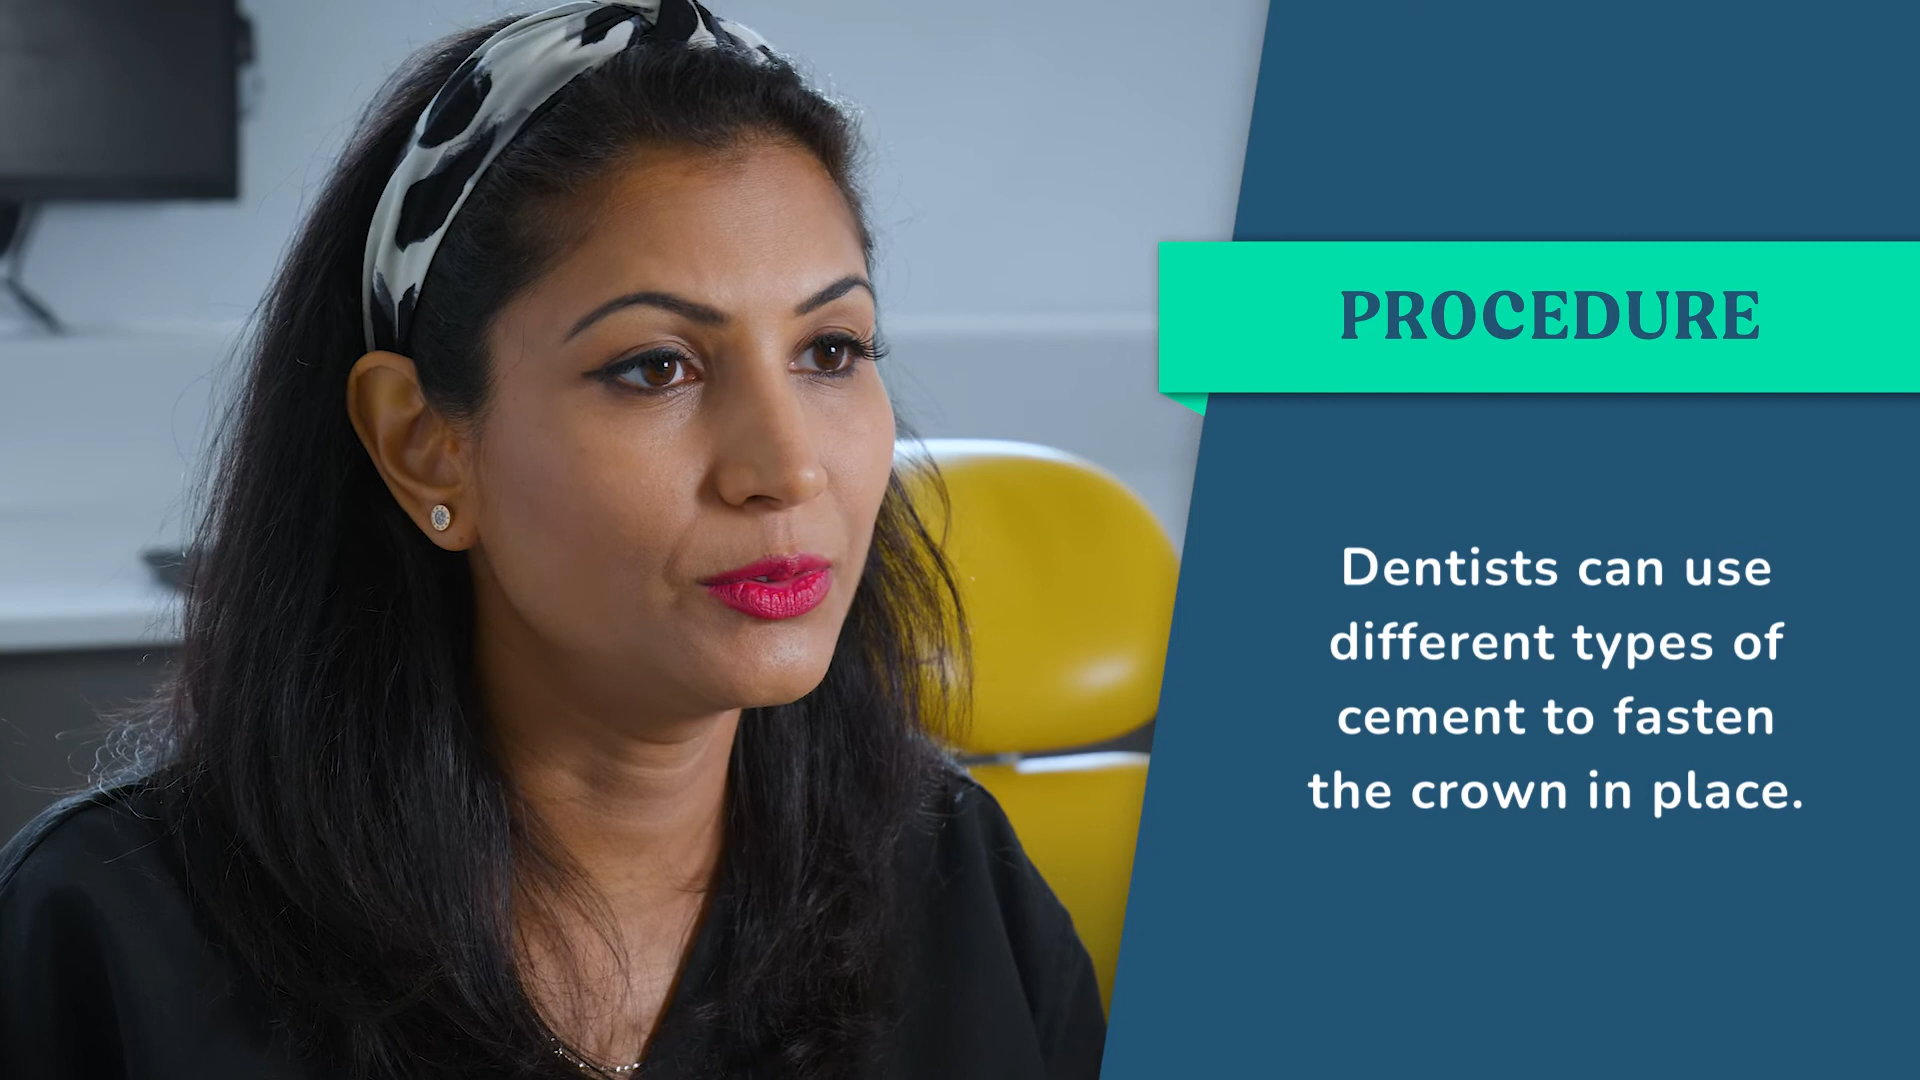 PROCEDURE
Dentists can use
different types of
cement to fasten
the crown in place.